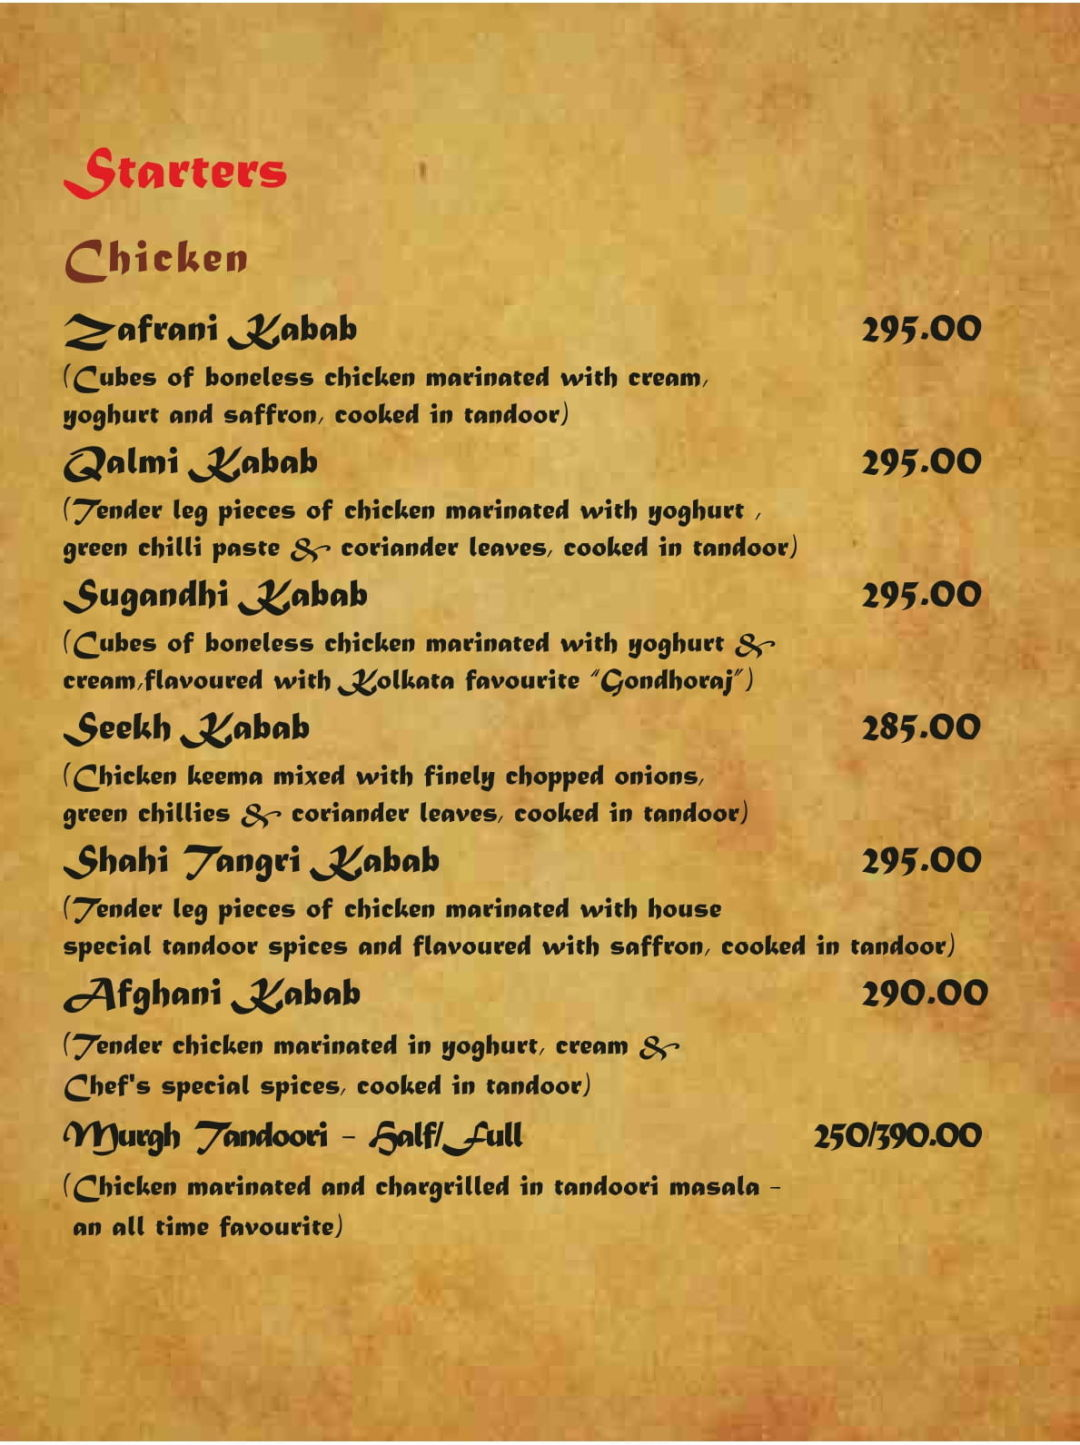 Starters
Chicken
Zafrani Kabab 295.00
(Cubes of boneless chicken marinated with cream,
yoghurt and saffron, cooked in tandoor)
Qalmi Kabab 295.00
(Tender leg pieces of chicken marinated with yoghurt ,
green chilli paste & coriander leaves, cooked in tandoor)
Sugandhi Kabab 295.00
(Cubes of boneless chicken marinated with yoghurt &
cream,flavoured with Kolkata favourite "Gondhoraj")
Seekh Kabab 285.00
(Chicken keema mixed with finely chopped onions,
green chillies & coriander leaves, cooked in tandoor)
Shahi Tangri Kabab 295.00
(Tender leg pieces of chicken marinated with house
special tandoor spices and flavoured with saffron, cooked in tandoor)
Afghani Kabab 290.00
(Tender chicken marinated in yoghurt, cream &
Chef's special spices, cooked in tandoor)
Murgh Tandoori - Half/Full 250/390.00
(Chicken marinated and chargrilled in tandoori masala -
an all time favourite)